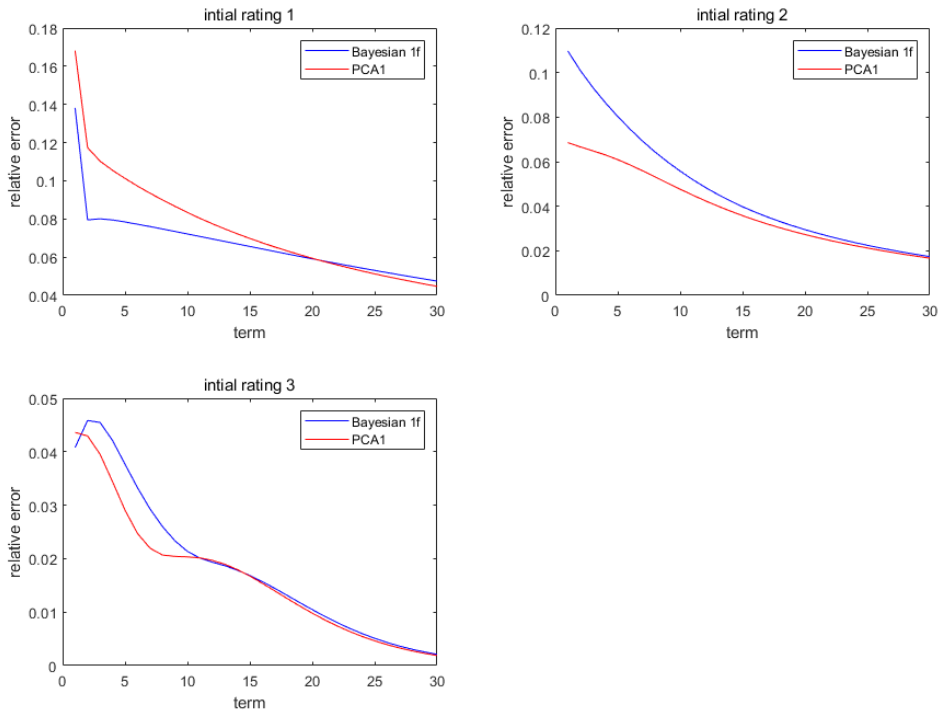 intial rating 1
0.18
0.16
0.14
0.12
0.1
0.08
0.06
0.04
relative error
0 5 10 15 20 25 30
term
Bayesian 1f
PCA1
intial rating 2
0.12
0.1
0.08
0.06
0.04
0.02
0
relative error
0 5 10 15 20 25 30
term
Bayesian 1f
PCA1
intial rating 3
0.05
0.04
0.03
0.02
0.01
0
relative error
0 5 10 15 20 25 30
term
Bayesian 1f
PCA1